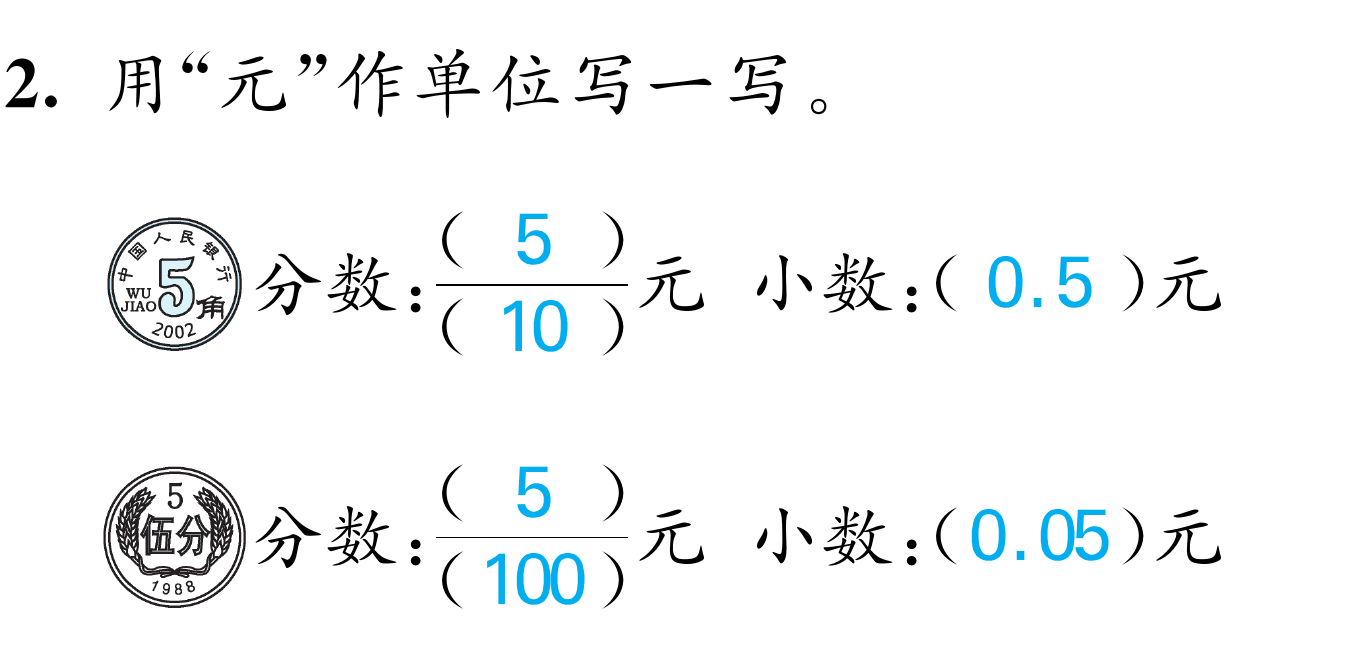 2. 用“元”作单位写一写。
中国人民银行 5角 WU JIAO 2002 分数:( 5 )/( 10 )元 小数:( 0.5 )元
5 伍分 1988 分数:( 5 )/( 100 )元 小数:( 0.05 )元